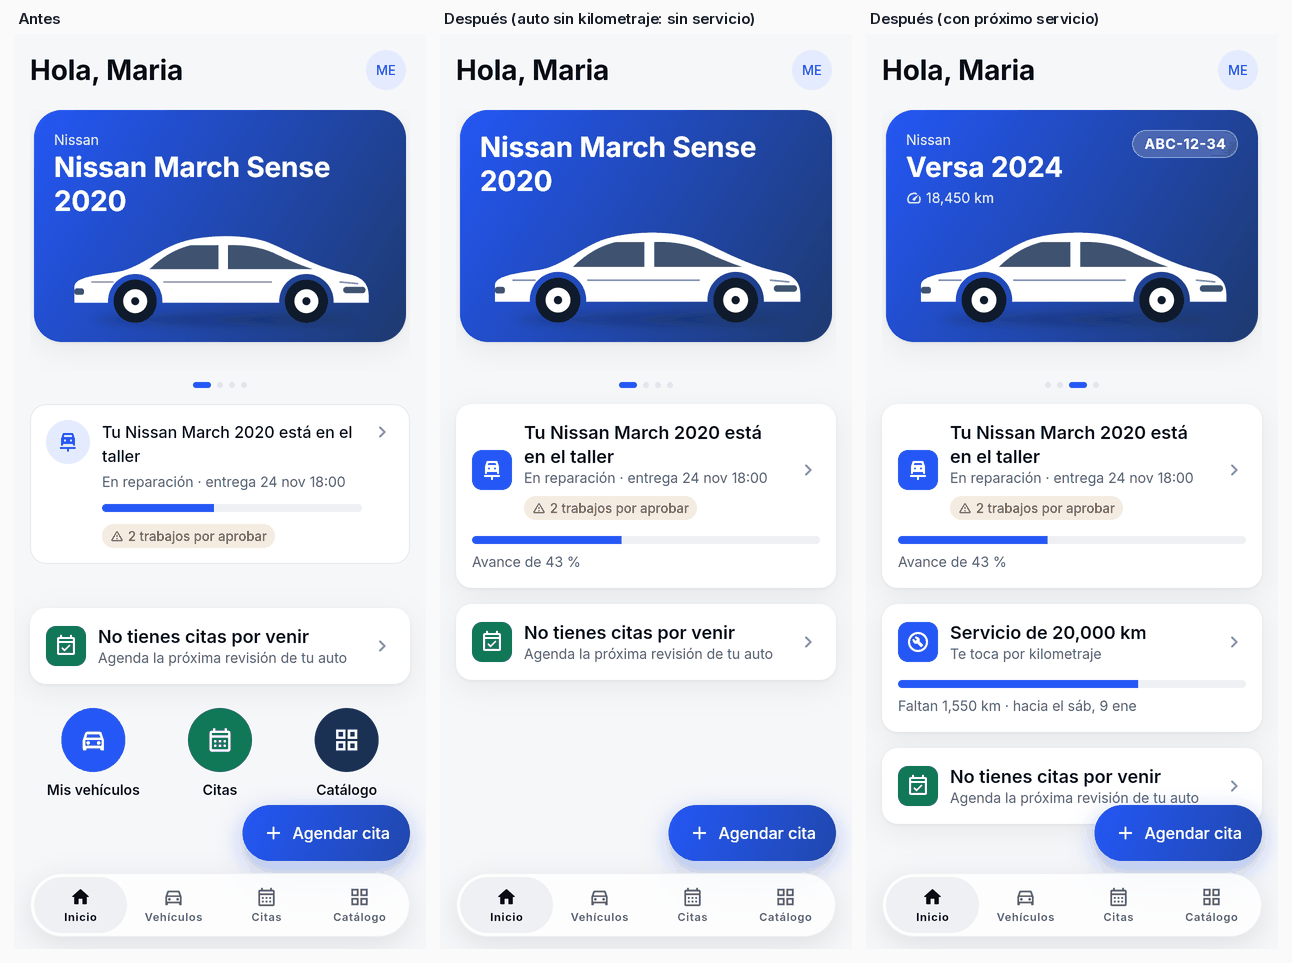 Antes
Hola, Maria
ME
Nissan
Nissan March Sense
2020
Tu Nissan March 2020 está en el
taller
En reparación · entrega 24 nov 18:00
2 trabajos por aprobar
No tienes citas por venir
Agenda la próxima revisión de tu auto
Mis vehículos
Citas
Catálogo
+ Agendar cita
Inicio
Vehículos
Citas
Catálogo
Después (auto sin kilometraje: sin servicio)
Hola, Maria
ME
Nissan March Sense
2020
Tu Nissan March 2020 está
en el taller
En reparación · entrega 24 nov 18:00
2 trabajos por aprobar
Avance de 43 %
No tienes citas por venir
Agenda la próxima revisión de tu auto
+ Agendar cita
Inicio
Vehículos
Citas
Catálogo
Después (con próximo servicio)
Hola, Maria
ME
Nissan
ABC-12-34
Versa 2024
18,450 km
Tu Nissan March 2020 está
en el taller
En reparación · entrega 24 nov 18:00
2 trabajos por aprobar
Avance de 43 %
Servicio de 20,000 km
Te toca por kilometraje
Faltan 1,550 km · hacia el sáb, 9 ene
No tienes citas por venir
Agenda la próxima revisión de tu auto
+ Agendar cita
Inicio
Vehículos
Citas
Catálogo